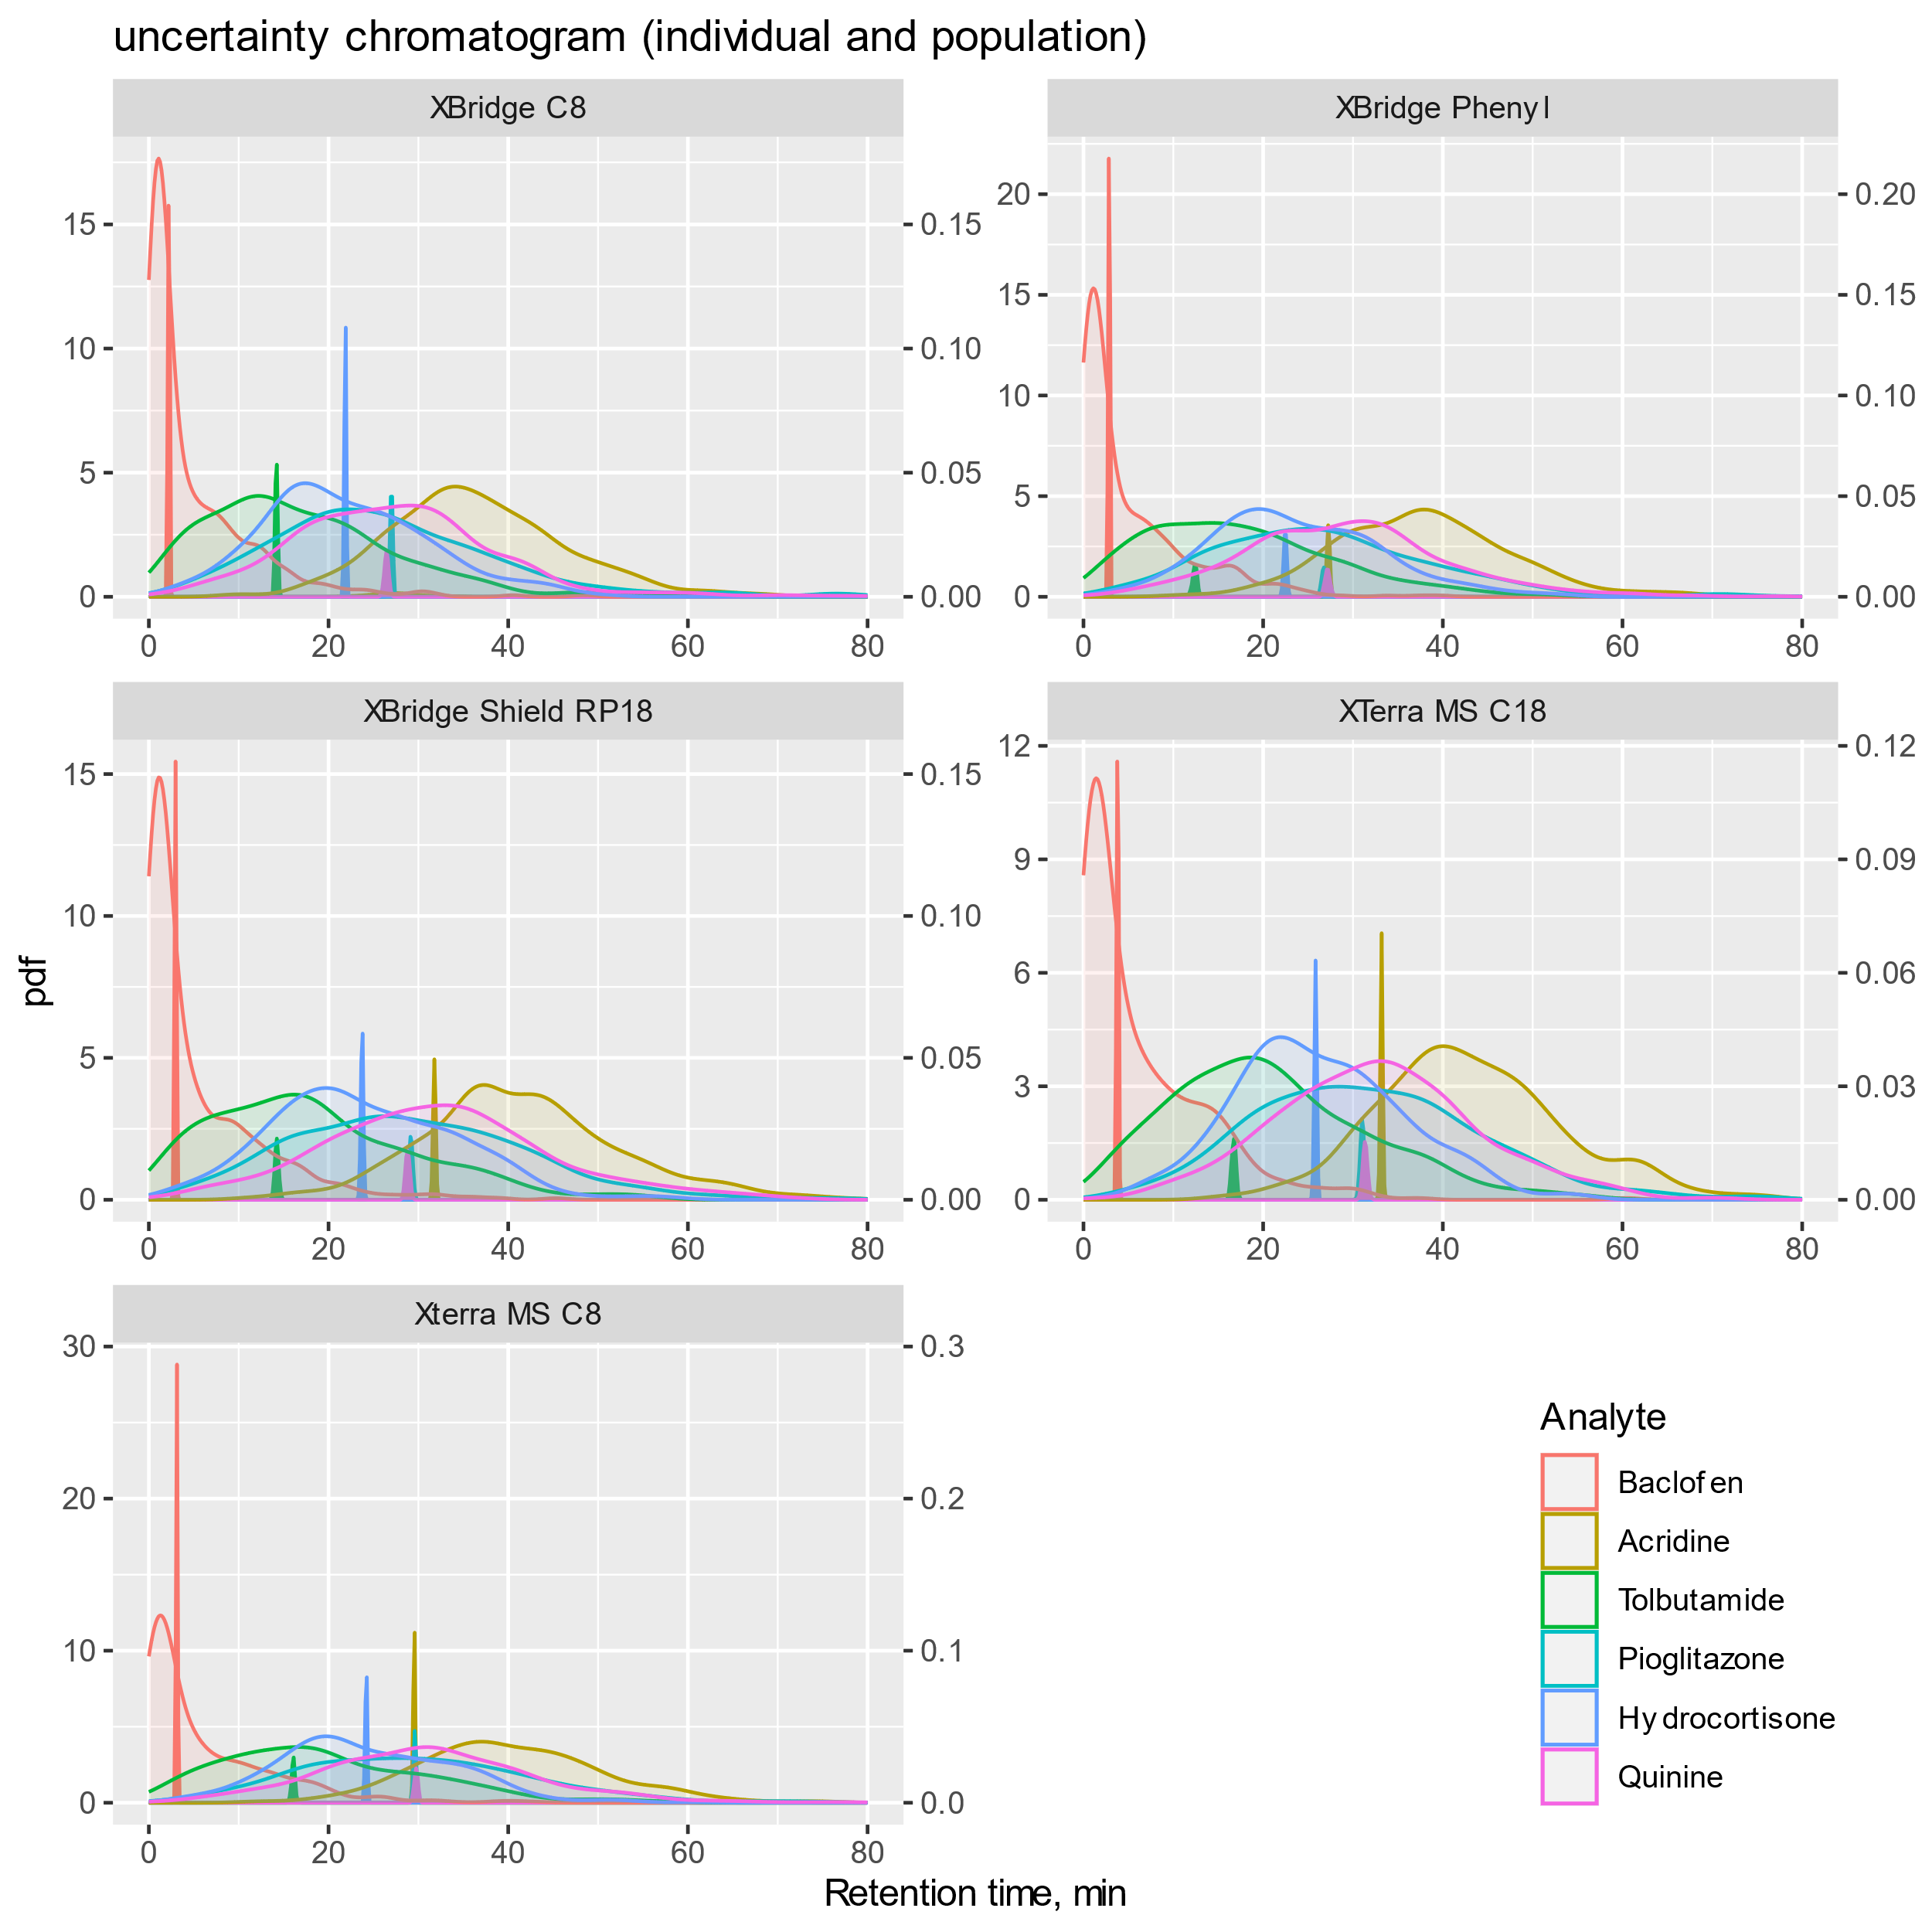 uncertainty chromatogram (individual and population)
XBridge C8
XBridge Phenyl
15
10
5
0
0.15
0.10
0.05
0.00
0 20 40 60 80
20
15
10
5
0
0.20
0.15
0.10
0.05
0.00
0 20 40 60 80
XBridge Shield RP18
XTerra MS C18
15
10
5
0
0.15
0.10
0.05
0.00
0 20 40 60 80
12
9
6
3
0
0.12
0.09
0.06
0.03
0.00
0 20 40 60 80
pdf
Xterra MS C8
30
20
10
0
0.3
0.2
0.1
0.0
0 20 40 60 80
Analyte
Baclofen
Acridine
Tolbutamide
Pioglitazone
Hydrocortisone
Quinine
Retention time, min